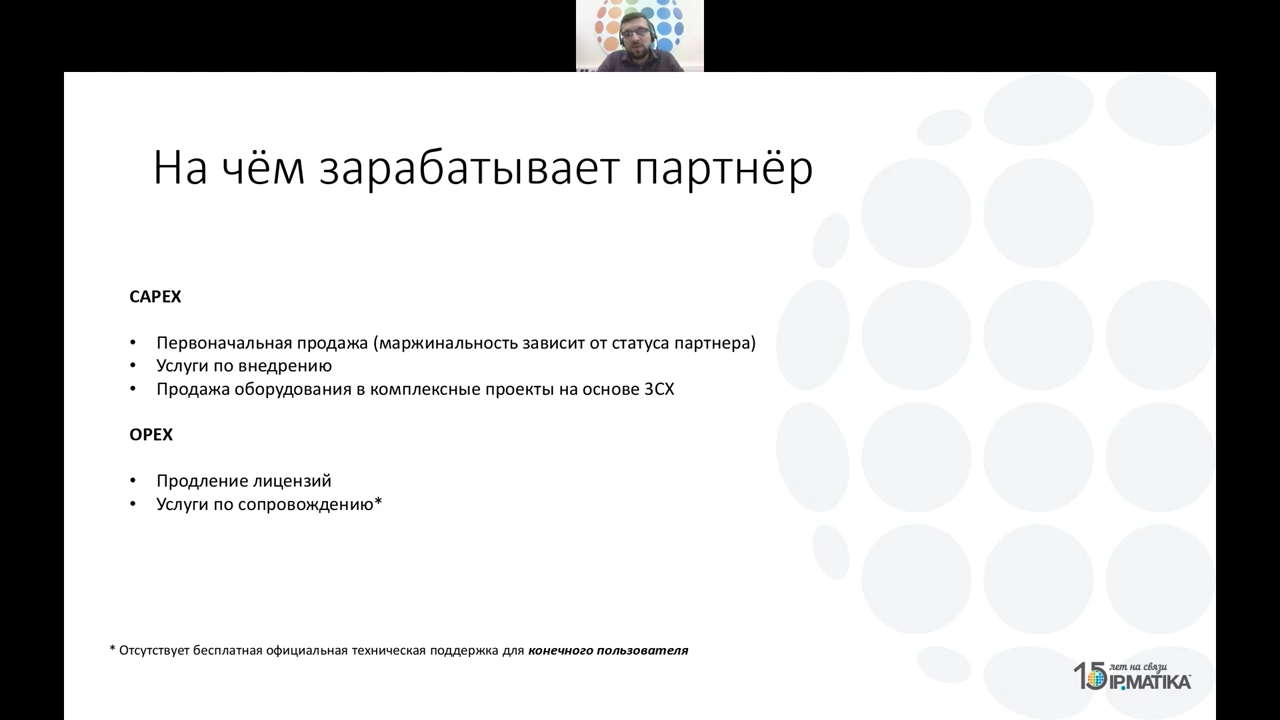 На чём зарабатывает партнёр
CAPEX
• Первоначальная продажа (маржинальность зависит от статуса партнера)
• Услуги по внедрению
• Продажа оборудования в комплексные проекты на основе 3CX
OPEX
• Продление лицензий
• Услуги по сопровождению*
* Отсутствует бесплатная официальная техническая поддержка для конечного пользователя
15 лет на связи
IPMATIKA